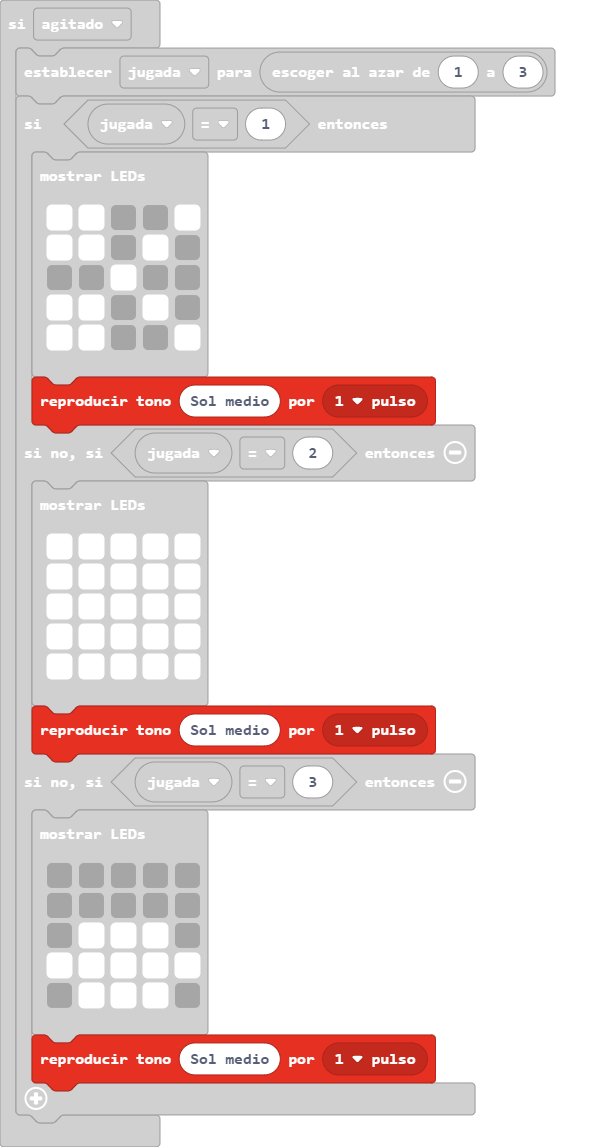 si agitado
establecer jugada para escoger al azar de 1 a 3
si jugada = 1 entonces
mostrar LEDs
reproducir tono Sol medio por 1 pulso
si no, si jugada = 2 entonces
mostrar LEDs
reproducir tono Sol medio por 1 pulso
si no, si jugada = 3 entonces
mostrar LEDs
reproducir tono Sol medio por 1 pulso